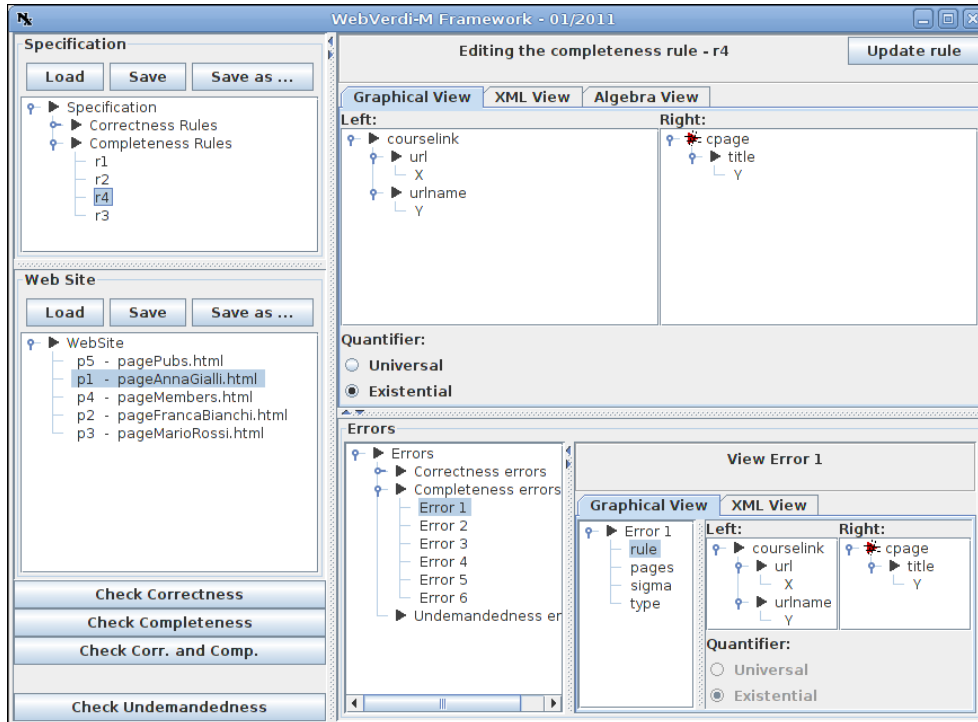 WebVerdi-M Framework - 01/2011
Specification
Load Save Save as ...
Specification
Correctness Rules
Completeness Rules
r1
r2
r4
r3
Web Site
Load Save Save as ...
WebSite
p5 - pagePubs.html
p1 - pageAnnaGialli.html
p4 - pageMembers.html
p2 - pageFrancaBianchi.html
p3 - pageMarioRossi.html
Check Correctness
Check Completeness
Check Corr. and Comp.
Check Undemandedness
Editing the completeness rule - r4
Update rule
Graphical View XML View Algebra View
Left:
courselink
url
X
urlname
Y
Right:
cpage
title
Y
Quantifier:
Universal
Existential
Errors
Errors
Correctness errors
Completeness errors
Error 1
Error 2
Error 3
Error 4
Error 5
Error 6
Undemandedness er
View Error 1
Graphical View XML View
Error 1
rule
pages
sigma
type
Left:
courselink
url
X
urlname
Y
Right:
cpage
title
Y
Quantifier:
Universal
Existential